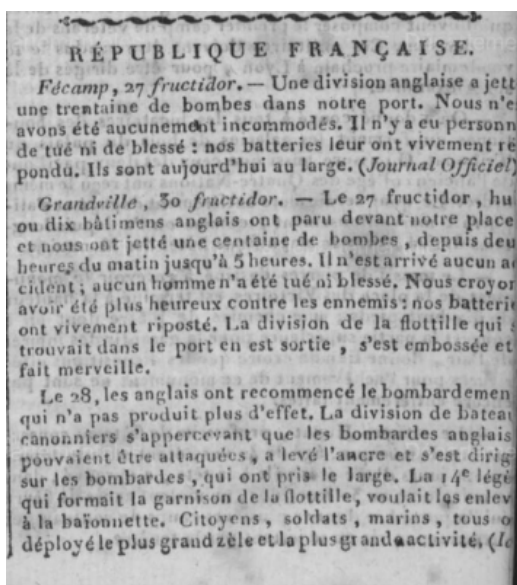 RÉPUBLIQUE FRANÇAISE.
Fécamp, 27 fructidor. — Une division anglaise a jett
une trentaine de bombes dans notre port. Nous n'e
avons été aucunement incommodés. Il n'y a eu personn
de tué ni de blessé : nos batteries leur ont vivement ré
pondu. Ils sont aujourd'hui au large. (Journal Officiel)
Grandville, 30 fructidor. — Le 27 fructidor, hu
ou dix bâtimens anglais ont paru devant notre place
et nous ont jetté une centaine de bombes, depuis deu
heures du matin jusqu'à 5 heures. Il n'est arrivé aucun a
cident ; aucun homme n'a été tué ni blessé. Nous croyor
avoir été plus heureux contre les ennemis : nos batterie
ont vivement riposté. La division de la flottille qui s
trouvait dans le port en est sortie, s'est embossée et
fait merveille.
Le 28, les anglais ont recommencé le bombardemen
qui n'a pas produit plus d'effet. La division de bateau
canonniers s'appercevant que les bombardes anglais
pouvaient être attaquées, a levé l'ancre et s'est dirig
sur les bombardes, qui ont pris le large. La 14e légè
qui formait la garnison de la flottille, voulait les enlev
à la baïonnette. Citoyens, soldats, marins, tous o
déployé le plus grand zèle et la plus grande activité. (Id